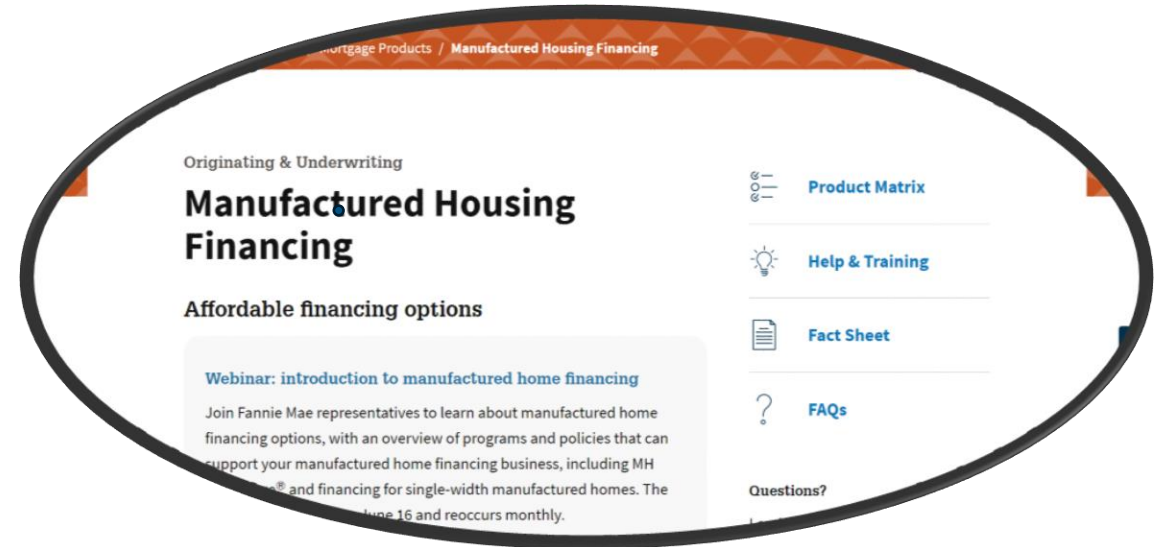 Products / Manufactured Housing Financing
Originating & Underwriting
Manufactured Housing
Financing
Affordable financing options
Webinar: introduction to manufactured home financing
Join Fannie Mae representatives to learn about manufactured home
financing options, with an overview of programs and policies that can
support your manufactured home financing business, including MH
® and financing for single-width manufactured homes. The
16 and reoccurs monthly.
Product Matrix
Help & Training
Fact Sheet
FAQs
Questions?